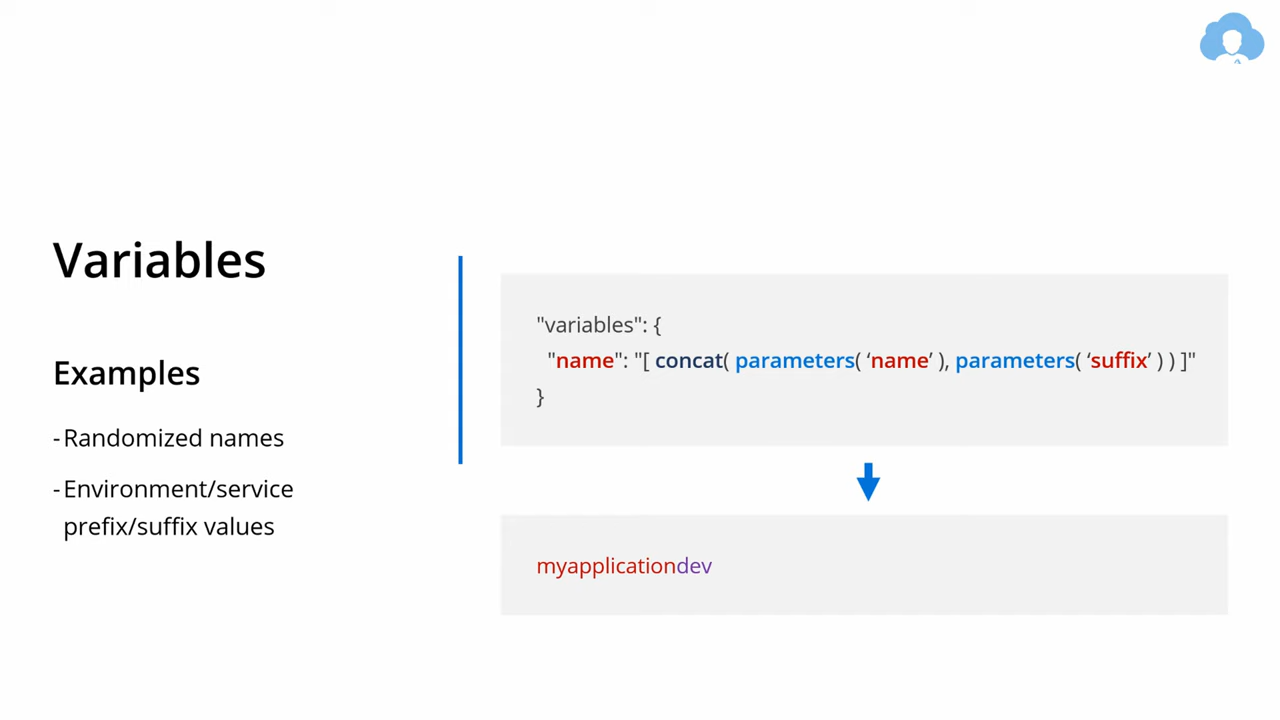 Variables
Examples
- Randomized names
- Environment/service
prefix/suffix values
"variables": {
"name": "[ concat( parameters( ‘name’ ), parameters( ‘suffix’ ) ) ]"
}
myapplicationdev